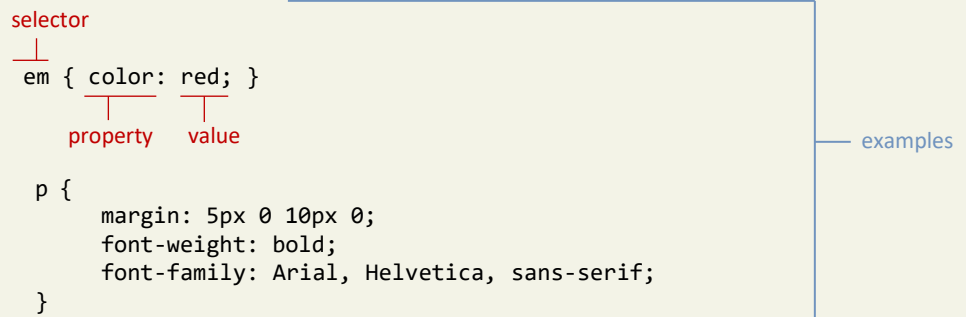 selector
em { color: red; }
property value
examples
p {
margin: 5px 0 10px 0;
font-weight: bold;
font-family: Arial, Helvetica, sans-serif;
}